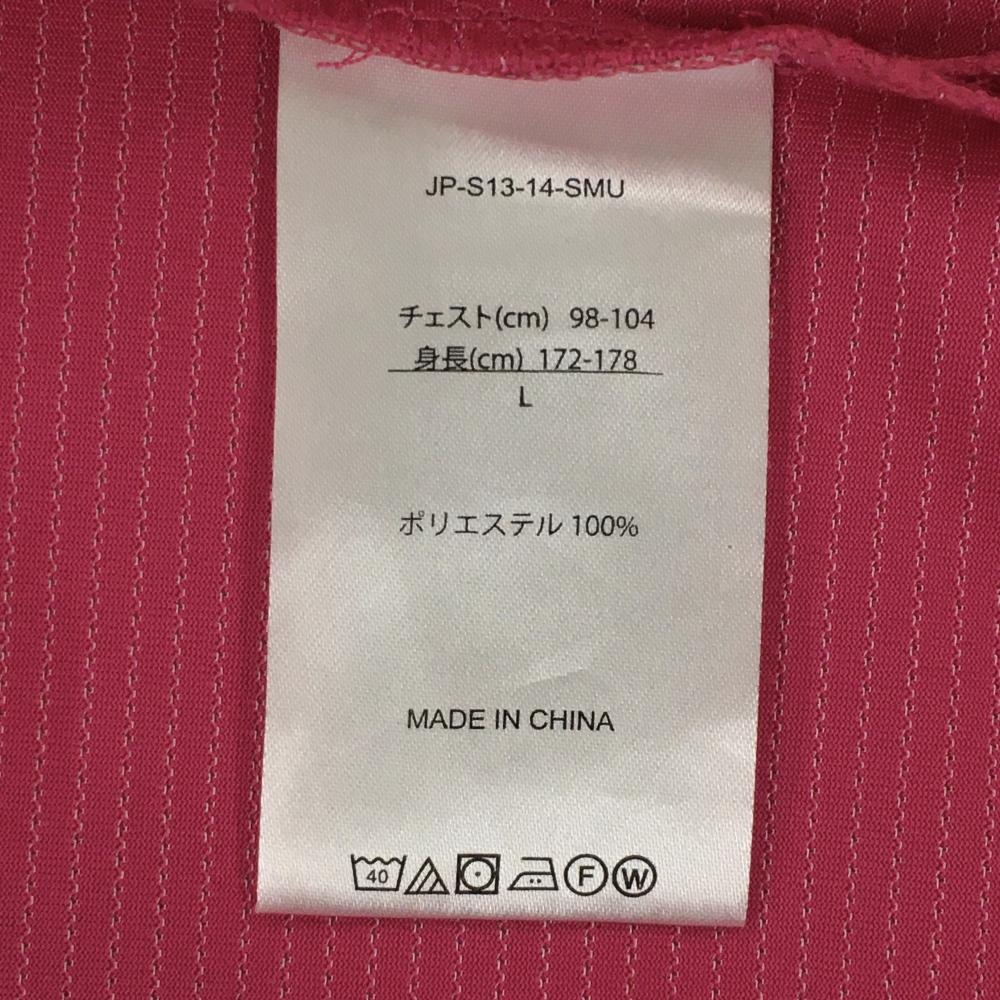 JP-S13-14-SMU
チェスト(cm) 98-104
身長(cm) 172-178
L
ポリエステル 100%
MADE IN CHINA
40 F W